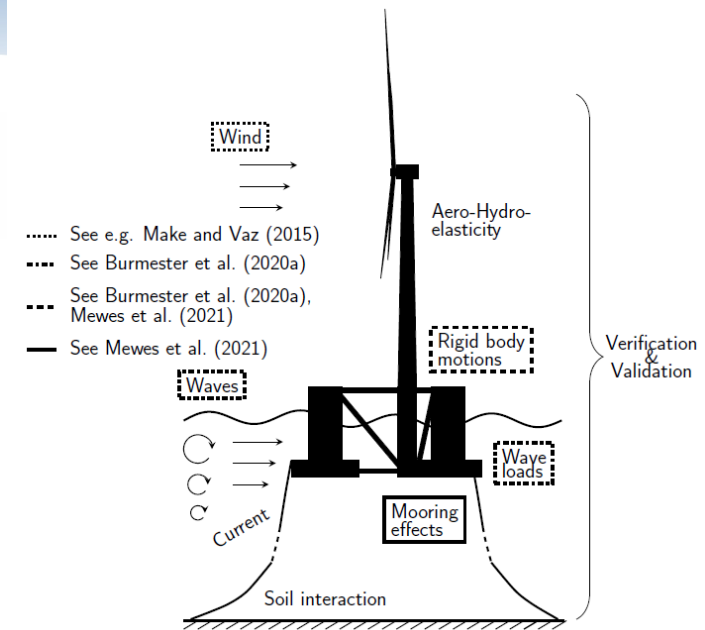 Wind
Aero-Hydro-
elasticity
See e.g. Make and Vaz (2015)
See Burmester et al. (2020a)
See Burmester et al. (2020a),
Mewes et al. (2021)
See Mewes et al. (2021)
Rigid body
motions
Verification
&
Validation
Waves
Wave
loads
Mooring
effects
Current
Soil interaction